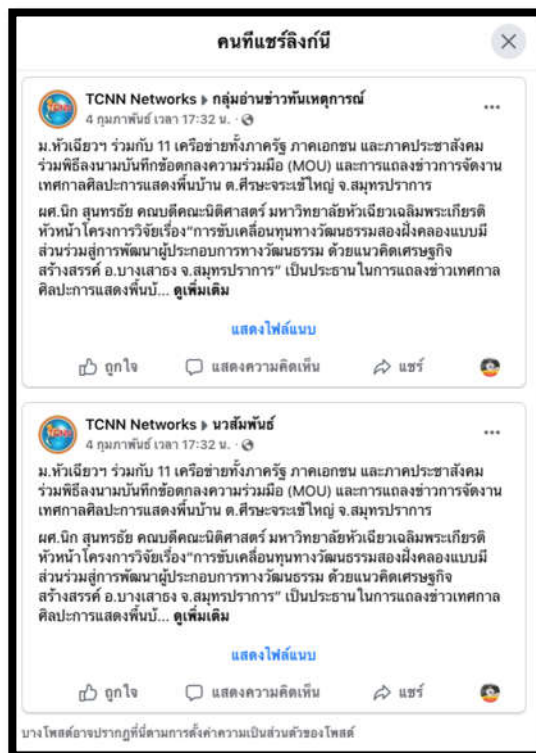 คนที่แชร์ลิงก์นี้
TCNN Networks ▸ กลุ่มอ่านข่าวทันเหตุการณ์
4 กุมภาพันธ์ เวลา 17:32 น. ·
ม.หัวเฉียวฯ ร่วมกับ 11 เครือข่ายทั้งภาครัฐ ภาคเอกชน และภาคประชาสังคม
ร่วมพิธีลงนามบันทึกข้อตกลงความร่วมมือ (MOU) และการแถลงข่าวการจัดงาน
เทศกาลศิลปะการแสดงพื้นบ้าน ต.ศีรษะจระเข้ใหญ่ จ.สมุทรปราการ
ผศ.นิก สุนทรธัย คณบดีคณะนิติศาสตร์ มหาวิทยาลัยหัวเฉียวเฉลิมพระเกียรติ
หัวหน้าโครงการวิจัยเรื่อง“การขับเคลื่อนทุนทางวัฒนธรรมสองฝั่งคลองแบบมี
ส่วนร่วมสู่การพัฒนาผู้ประกอบการทางวัฒนธรรม ด้วยแนวคิดเศรษฐกิจ
สร้างสรรค์ อ.บางเสาธง จ.สมุทรปราการ” เป็นประธานในการแถลงข่าวเทศกาล
ศิลปะการแสดงพื้นบ้... ดูเพิ่มเติม
แสดงไฟล์แนบ
ถูกใจ แสดงความคิดเห็น แชร์
TCNN Networks ▸ นวสัมพันธ์
4 กุมภาพันธ์ เวลา 17:32 น. ·
ม.หัวเฉียวฯ ร่วมกับ 11 เครือข่ายทั้งภาครัฐ ภาคเอกชน และภาคประชาสังคม
ร่วมพิธีลงนามบันทึกข้อตกลงความร่วมมือ (MOU) และการแถลงข่าวการจัดงาน
เทศกาลศิลปะการแสดงพื้นบ้าน ต.ศีรษะจระเข้ใหญ่ จ.สมุทรปราการ
ผศ.นิก สุนทรธัย คณบดีคณะนิติศาสตร์ มหาวิทยาลัยหัวเฉียวเฉลิมพระเกียรติ
หัวหน้าโครงการวิจัยเรื่อง“การขับเคลื่อนทุนทางวัฒนธรรมสองฝั่งคลองแบบมี
ส่วนร่วมสู่การพัฒนาผู้ประกอบการทางวัฒนธรรม ด้วยแนวคิดเศรษฐกิจ
สร้างสรรค์ อ.บางเสาธง จ.สมุทรปราการ” เป็นประธานในการแถลงข่าวเทศกาล
ศิลปะการแสดงพื้นบ้... ดูเพิ่มเติม
แสดงไฟล์แนบ
ถูกใจ แสดงความคิดเห็น แชร์
บางโพสต์อาจปรากฏที่นี่ตามการตั้งค่าความเป็นส่วนตัวของโพสต์